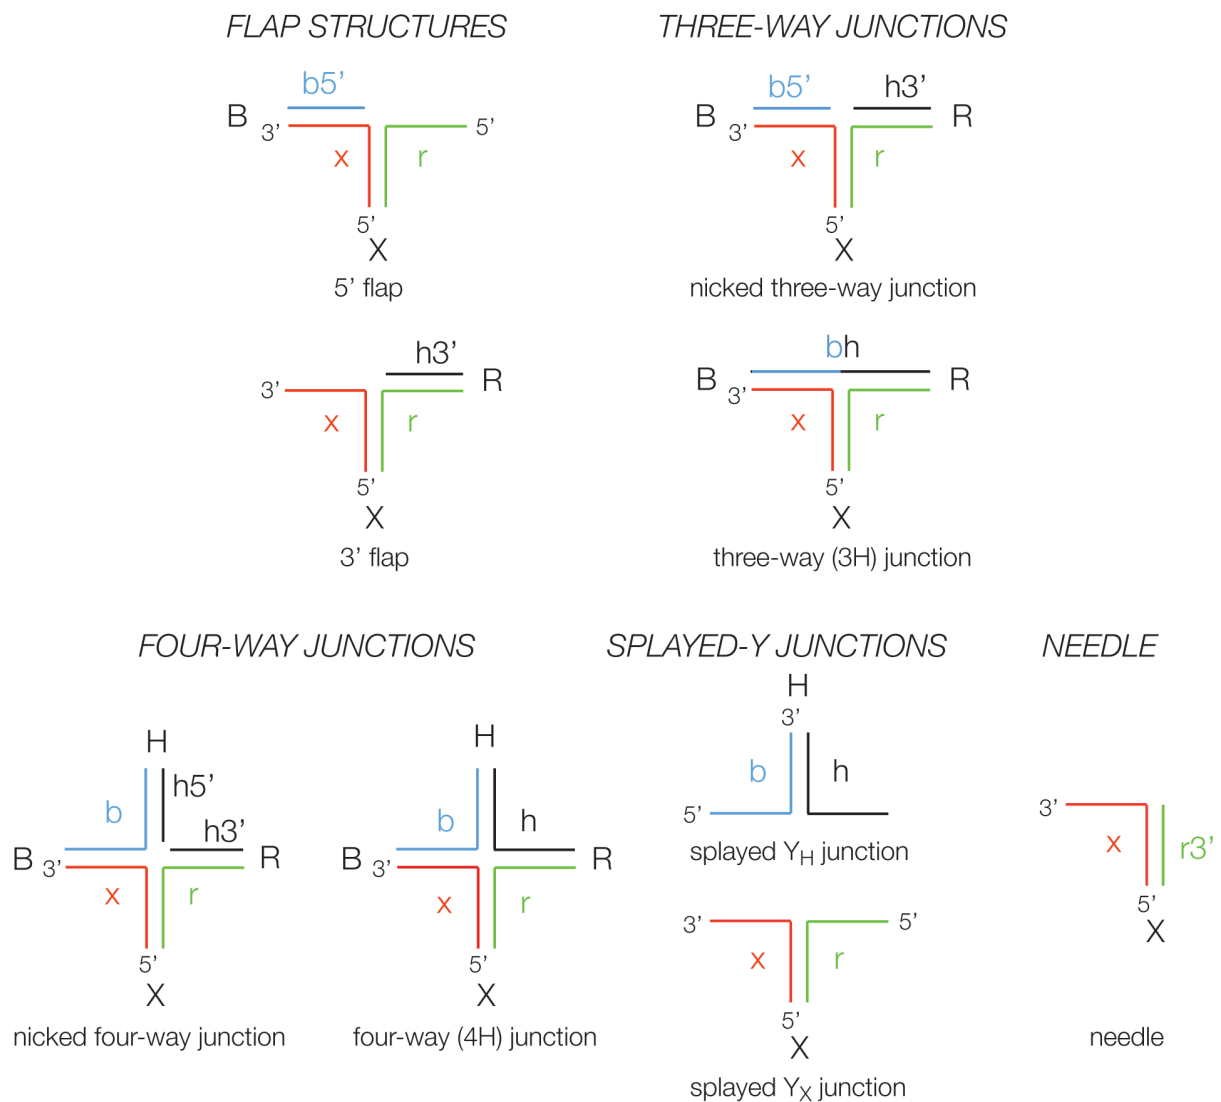 FLAP STRUCTURES
THREE-WAY JUNCTIONS
b5’
B 3’ 5’
x r
5’
X
5’ flap
b5’ h3’
B 3’ R
x r
5’
X
nicked three-way junction
h3’
3’ R
x r
5’
X
3’ flap
bh
B 3’ R
x r
5’
X
three-way (3H) junction
FOUR-WAY JUNCTIONS
SPLAYED-Y JUNCTIONS
NEEDLE
H
h5’
b
h3’
B 3’ R
x r
5’
X
nicked four-way junction
H
b h
B 3’ R
x r
5’
X
four-way (4H) junction
H
3’
b h
5’
splayed YH junction
3’ 5’
x r
5’
X
splayed YX junction
3’
x r3’
5’
X
needle